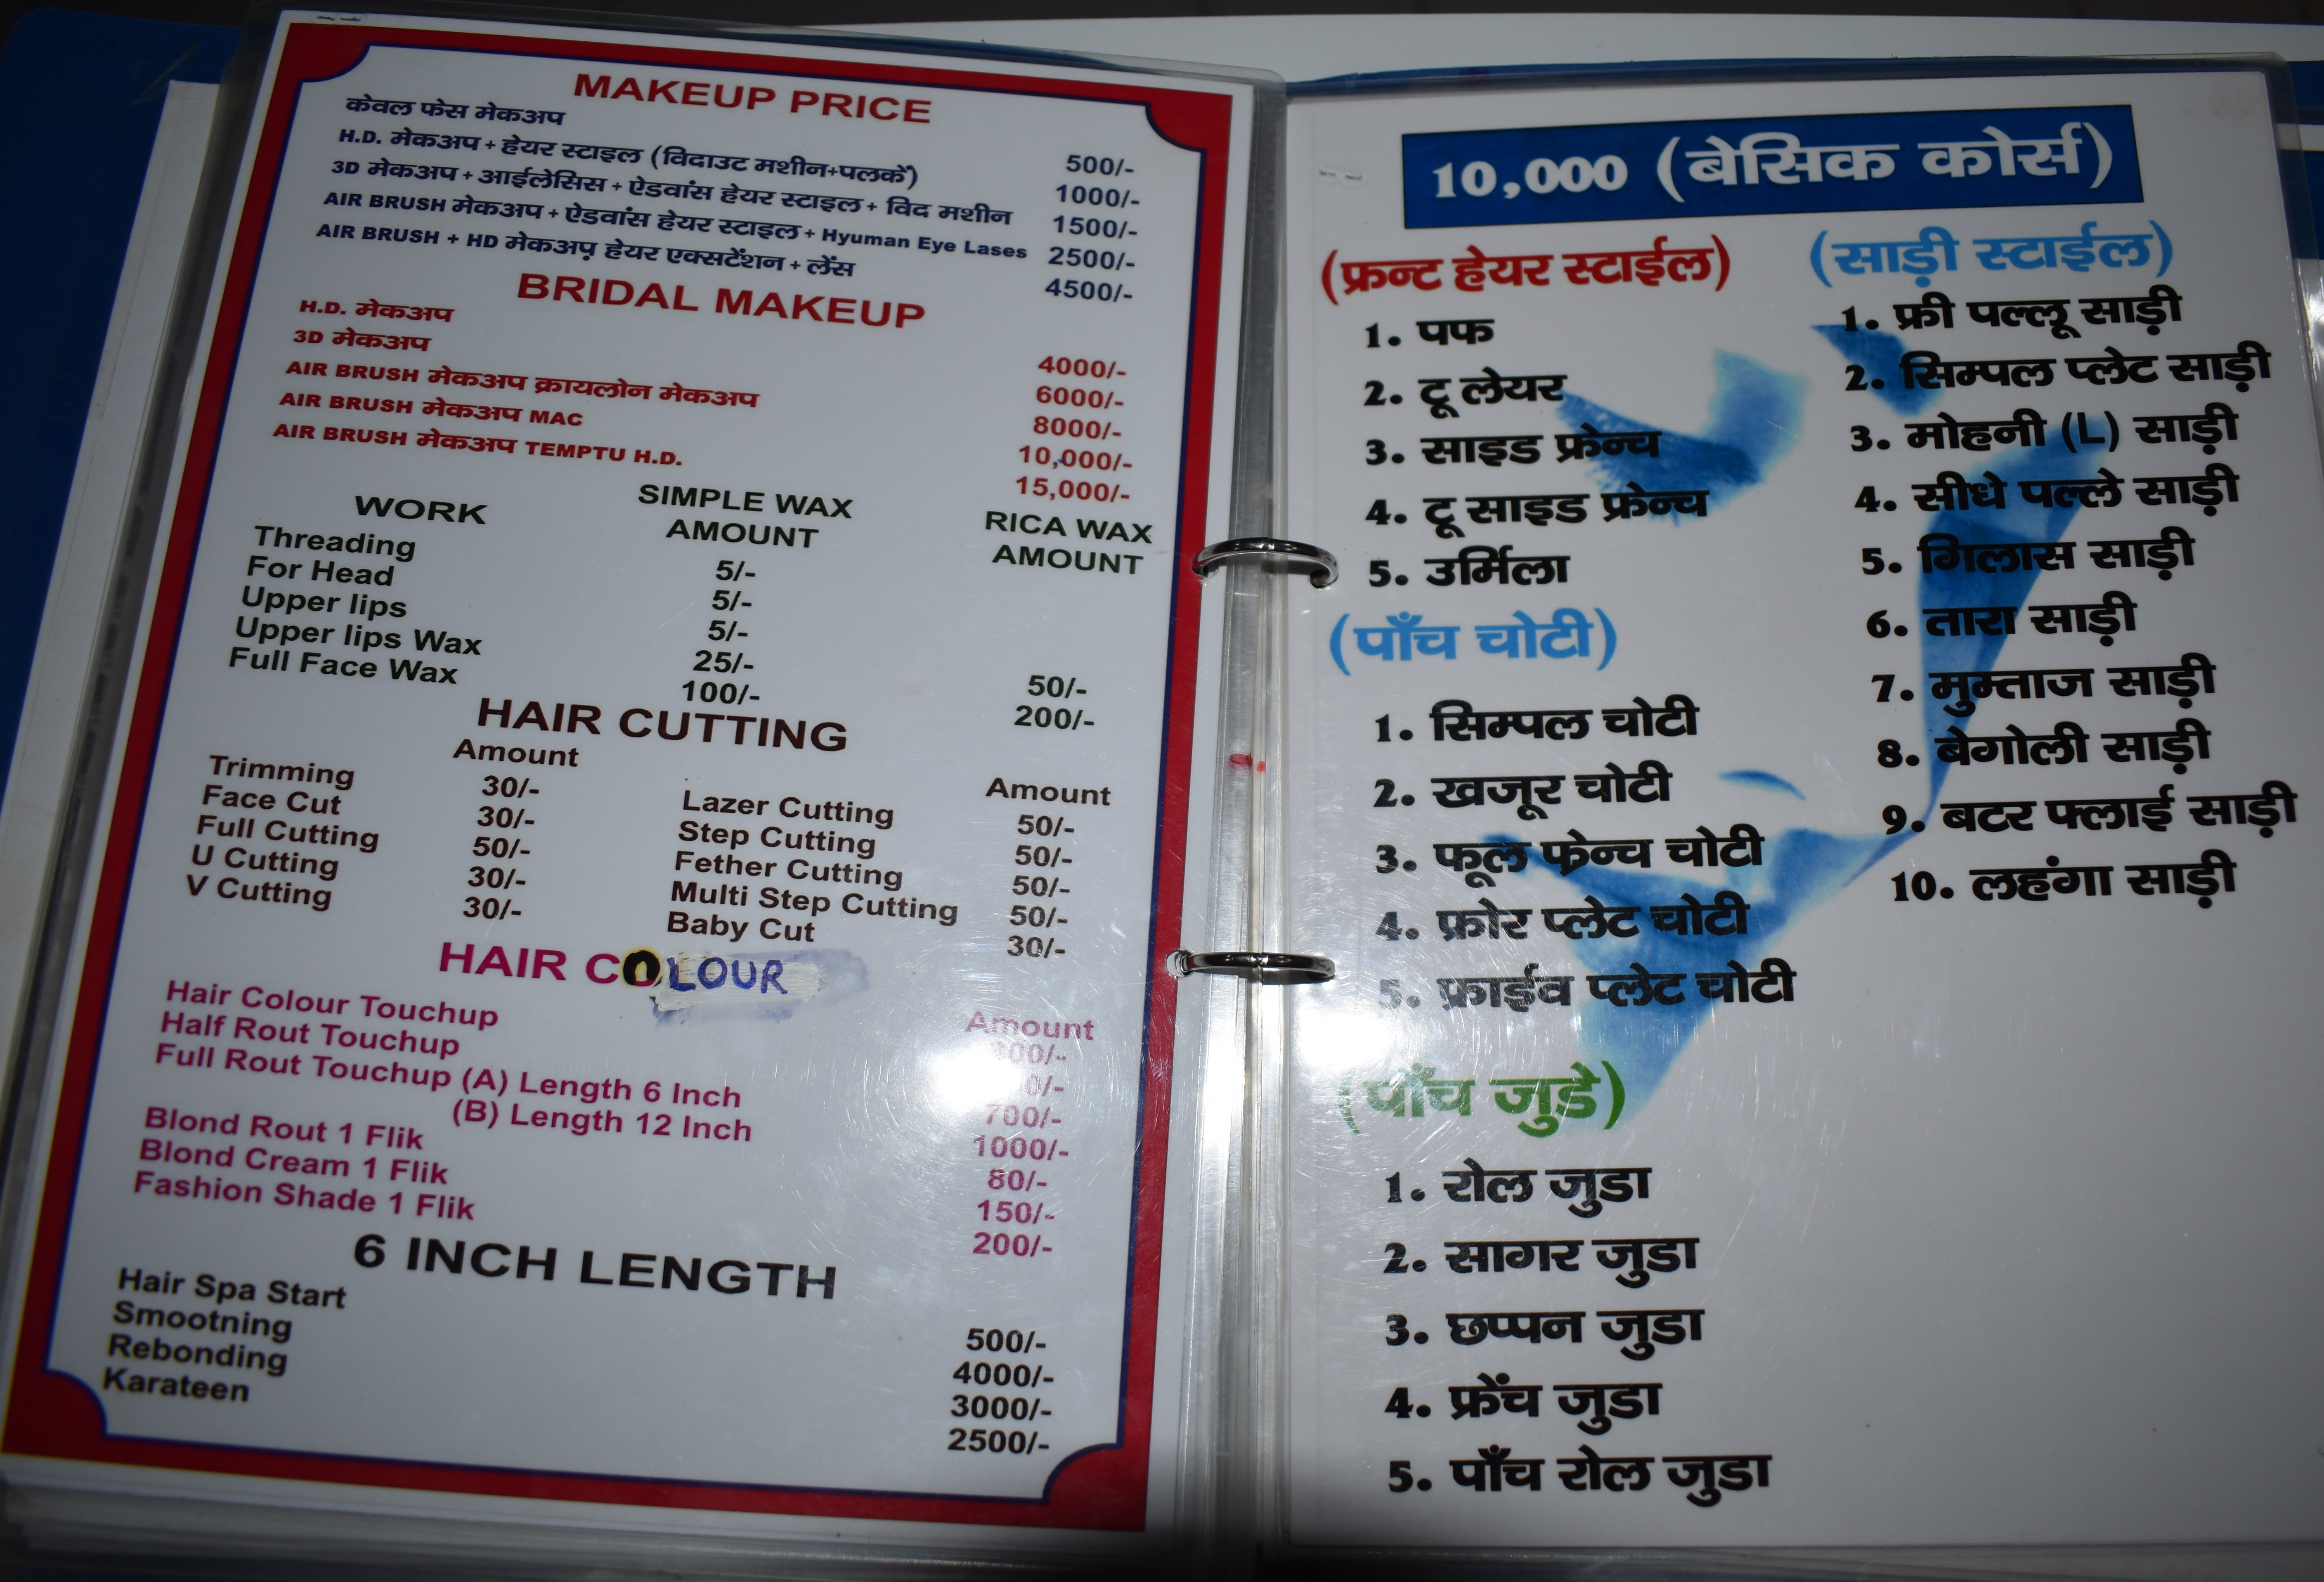 MAKEUP PRICE
केवल फेस मेकअप 500/-
H.D. मेकअप + हेयर स्टाइल (विदाउट मशीन+पलकें) 1000/-
3D मेकअप + आईलेसिस + ऐडवांस हेयर स्टाइल + विद मशीन 1500/-
AIR BRUSH मेकअप + ऐडवांस हेयर स्टाइल + Hyuman Eye Lases 2500/-
AIR BRUSH + HD मेकअप़ हेयर एक्सटेंशन + लेंस 4500/-
BRIDAL MAKEUP
H.D. मेकअप 4000/-
3D मेकअप 6000/-
AIR BRUSH मेकअप क्रायलोन मेकअप 8000/-
AIR BRUSH मेकअप MAC 10,000/-
AIR BRUSH मेकअप TEMPTU H.D. 15,000/-
WORK SIMPLE WAX AMOUNT RICA WAX AMOUNT
Threading 5/-
For Head 5/-
Upper lips 5/-
Upper lips Wax 25/- 50/-
Full Face Wax 100/- 200/-
HAIR CUTTING
Amount Amount
Trimming 30/- Lazer Cutting 50/-
Face Cut 30/- Step Cutting 50/-
Full Cutting 50/- Fether Cutting 50/-
U Cutting 30/- Multi Step Cutting 50/-
V Cutting 30/- Baby Cut 30/-
HAIR COLOUR
Amount
Hair Colour Touchup
Half Rout Touchup
Full Rout Touchup (A) Length 6 Inch 700/-
(B) Length 12 Inch 1000/-
Blond Rout 1 Flik 80/-
Blond Cream 1 Flik 150/-
Fashion Shade 1 Flik 200/-
6 INCH LENGTH
Hair Spa Start 500/-
Smootning 4000/-
Rebonding 3000/-
Karateen 2500/-
10,000 (बेसिक कोर्स)
(फ्रन्ट हेयर स्टाईल)
1. पफ
2. टू लेयर
3. साइड फ्रेन्च
4. टू साइड फ्रेन्च
5. उर्मिला
(पाँच चोटी)
1. सिम्पल चोटी
2. खजूर चोटी
3. फूल फ्रेन्च चोटी
4. फ्रोर प्लेट चोटी
5. फ्राईव प्लेट चोटी
(पाँच जुडे)
1. रोल जुडा
2. सागर जुडा
3. छप्पन जुडा
4. फ्रेंच जुडा
5. पाँच रोल जुडा
(साड़ी स्टाईल)
1. फ्री पल्लू साड़ी
2. सिम्पल प्लेट साड़ी
3. मोहनी (L) साड़ी
4. सीधे पल्ले साड़ी
5. गिलास साड़ी
6. तारा साड़ी
7. मुम्ताज साड़ी
8. बेगोली साड़ी
9. बटर फ्लाई साड़ी
10. लहंगा साड़ी